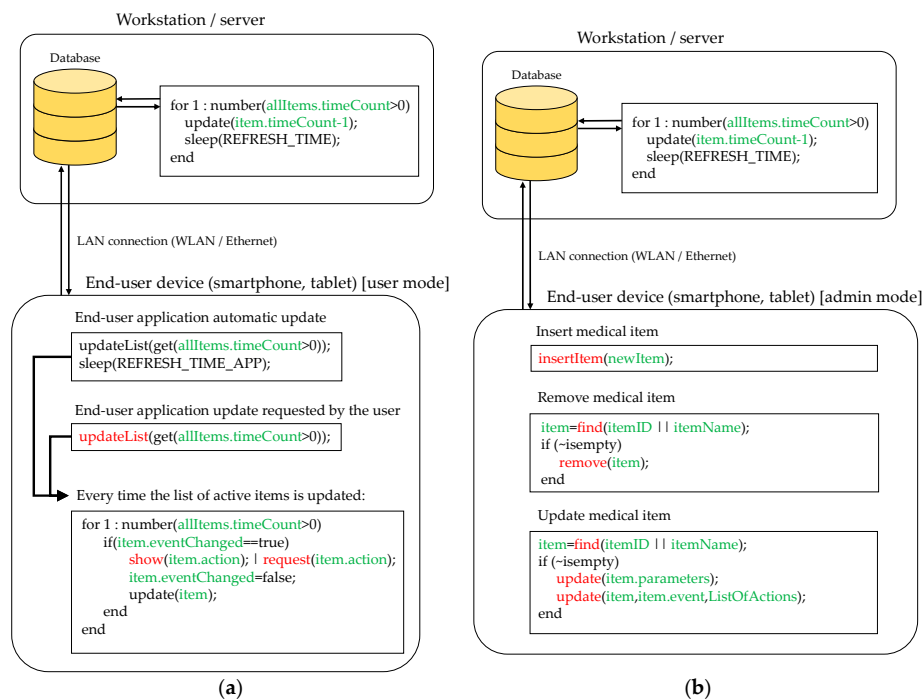 Workstation / server
Database
for 1 : number(allItems.timeCount>0)
update(item.timeCount-1);
sleep(REFRESH_TIME);
end
LAN connection (WLAN / Ethernet)
End-user device (smartphone, tablet) [user mode]
End-user application automatic update
updateList(get(allItems.timeCount>0));
sleep(REFRESH_TIME_APP);
End-user application update requested by the user
updateList(get(allItems.timeCount>0));
Every time the list of active items is updated:
for 1 : number(allItems.timeCount>0)
if(item.eventChanged==true)
show(item.action); | request(item.action);
item.eventChanged=false;
update(item);
end
end
(a)
Workstation / server
Database
for 1 : number(allItems.timeCount>0)
update(item.timeCount-1);
sleep(REFRESH_TIME);
end
LAN connection (WLAN / Ethernet)
End-user device (smartphone, tablet) [admin mode]
Insert medical item
insertItem(newItem);
Remove medical item
item=find(itemID || itemName);
if (~isempty)
remove(item);
end
Update medical item
item=find(itemID || itemName);
if (~isempty)
update(item.parameters);
update(item,item.event,ListOfActions);
end
(b)